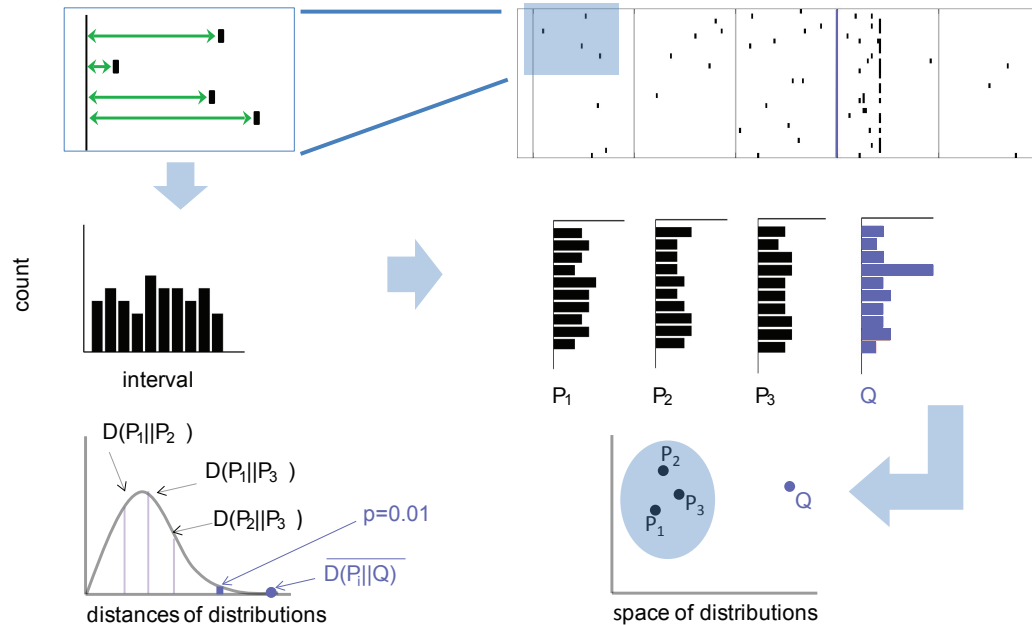 count
interval
P₁
P₂
P₃
Q
D(P₁||P₂ )
D(P₁||P₃ )
D(P₂||P₃ )
p=0.01
D(Pᵢ||Q)
distances of distributions
P₂
P₃
P₁
Q
space of distributions